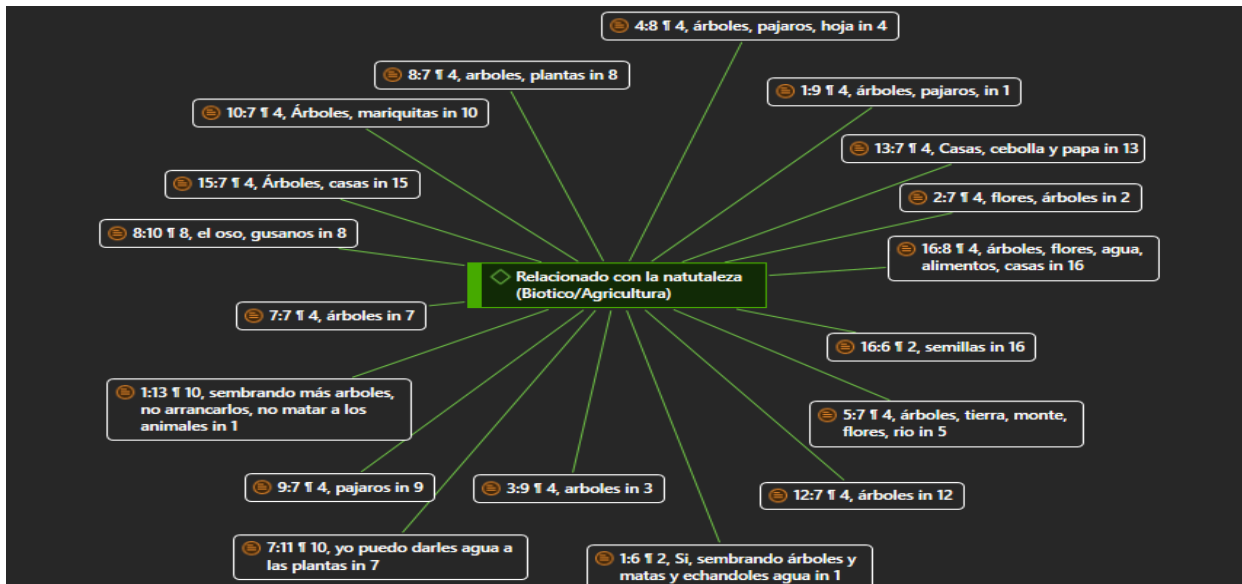 4:8 ¶ 4, árboles, pajaros, hoja in 4
8:7 ¶ 4, arboles, plantas in 8
1:9 ¶ 4, árboles, pajaros, in 1
10:7 ¶ 4, Árboles, mariquitas in 10
13:7 ¶ 4, Casas, cebolla y papa in 13
15:7 ¶ 4, Árboles, casas in 15
2:7 ¶ 4, flores, árboles in 2
8:10 ¶ 8, el oso, gusanos in 8
16:8 ¶ 4, árboles, flores, agua,
alimentos, casas in 16
Relacionado con la natutaleza
(Biotico/Agricultura)
7:7 ¶ 4, árboles in 7
16:6 ¶ 2, semillas in 16
1:13 ¶ 10, sembrando más arboles,
no arrancarlos, no matar a los
animales in 1
5:7 ¶ 4, árboles, tierra, monte,
flores, rio in 5
9:7 ¶ 4, pajaros in 9
3:9 ¶ 4, arboles in 3
12:7 ¶ 4, árboles in 12
7:11 ¶ 10, yo puedo darles agua a
las plantas in 7
1:6 ¶ 2, Si, sembrando árboles y
matas y echandoles agua in 1